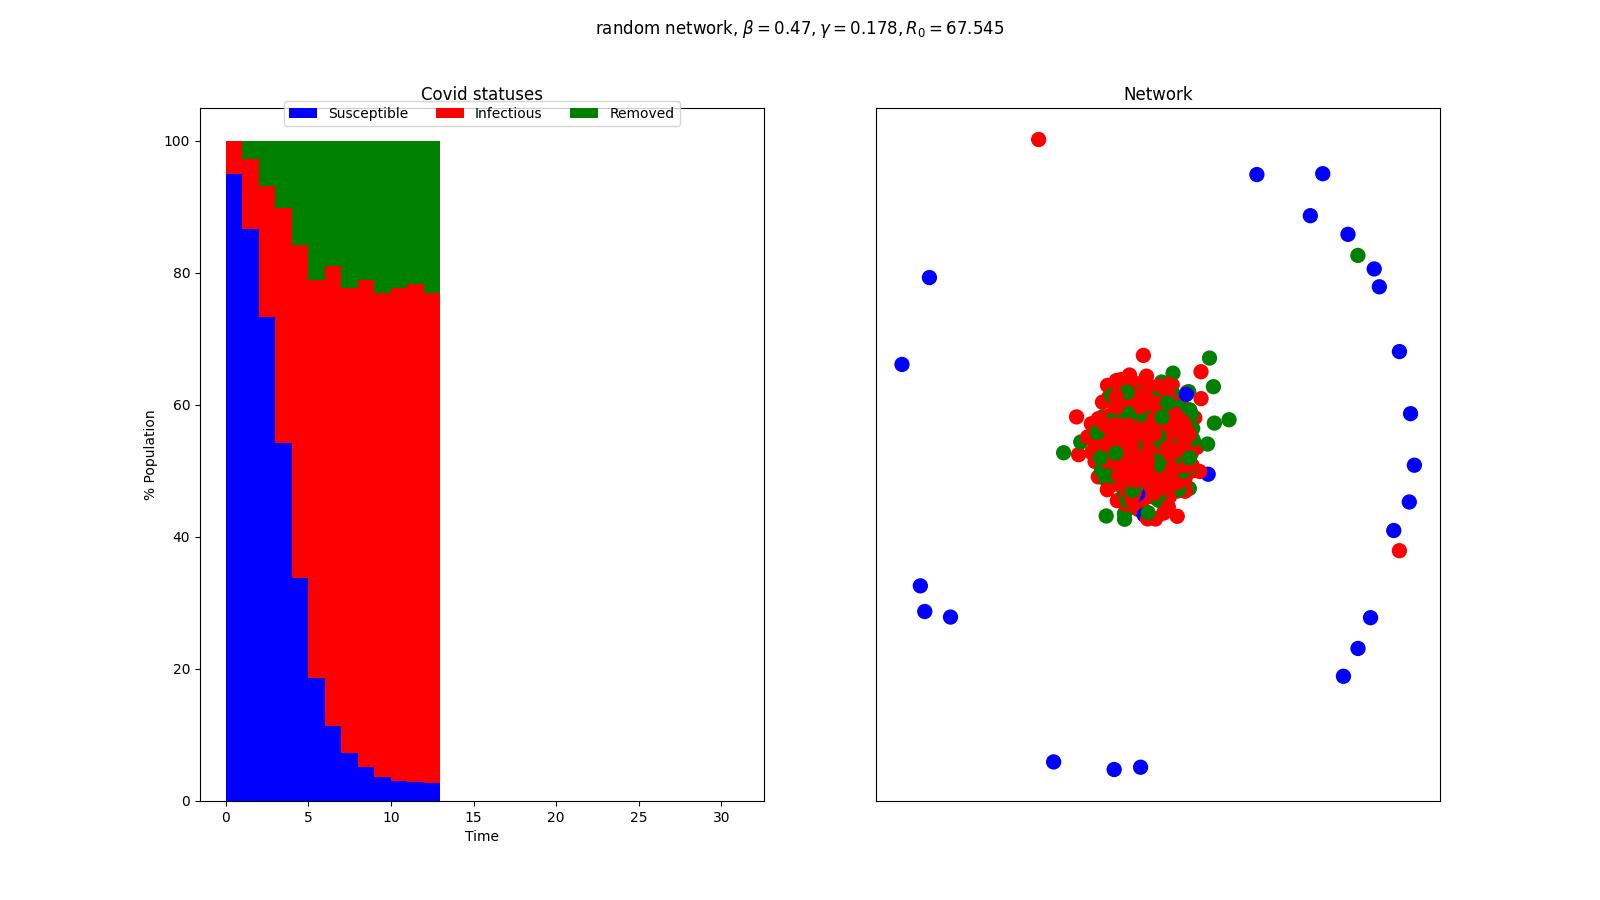 random network, β = 0.47, γ = 0.178, R₀ = 67.545
Covid statuses
Susceptible Infectious Removed
100
80
60
40
20
0
% Population
0 5 10 15 20 25 30
Time
Network